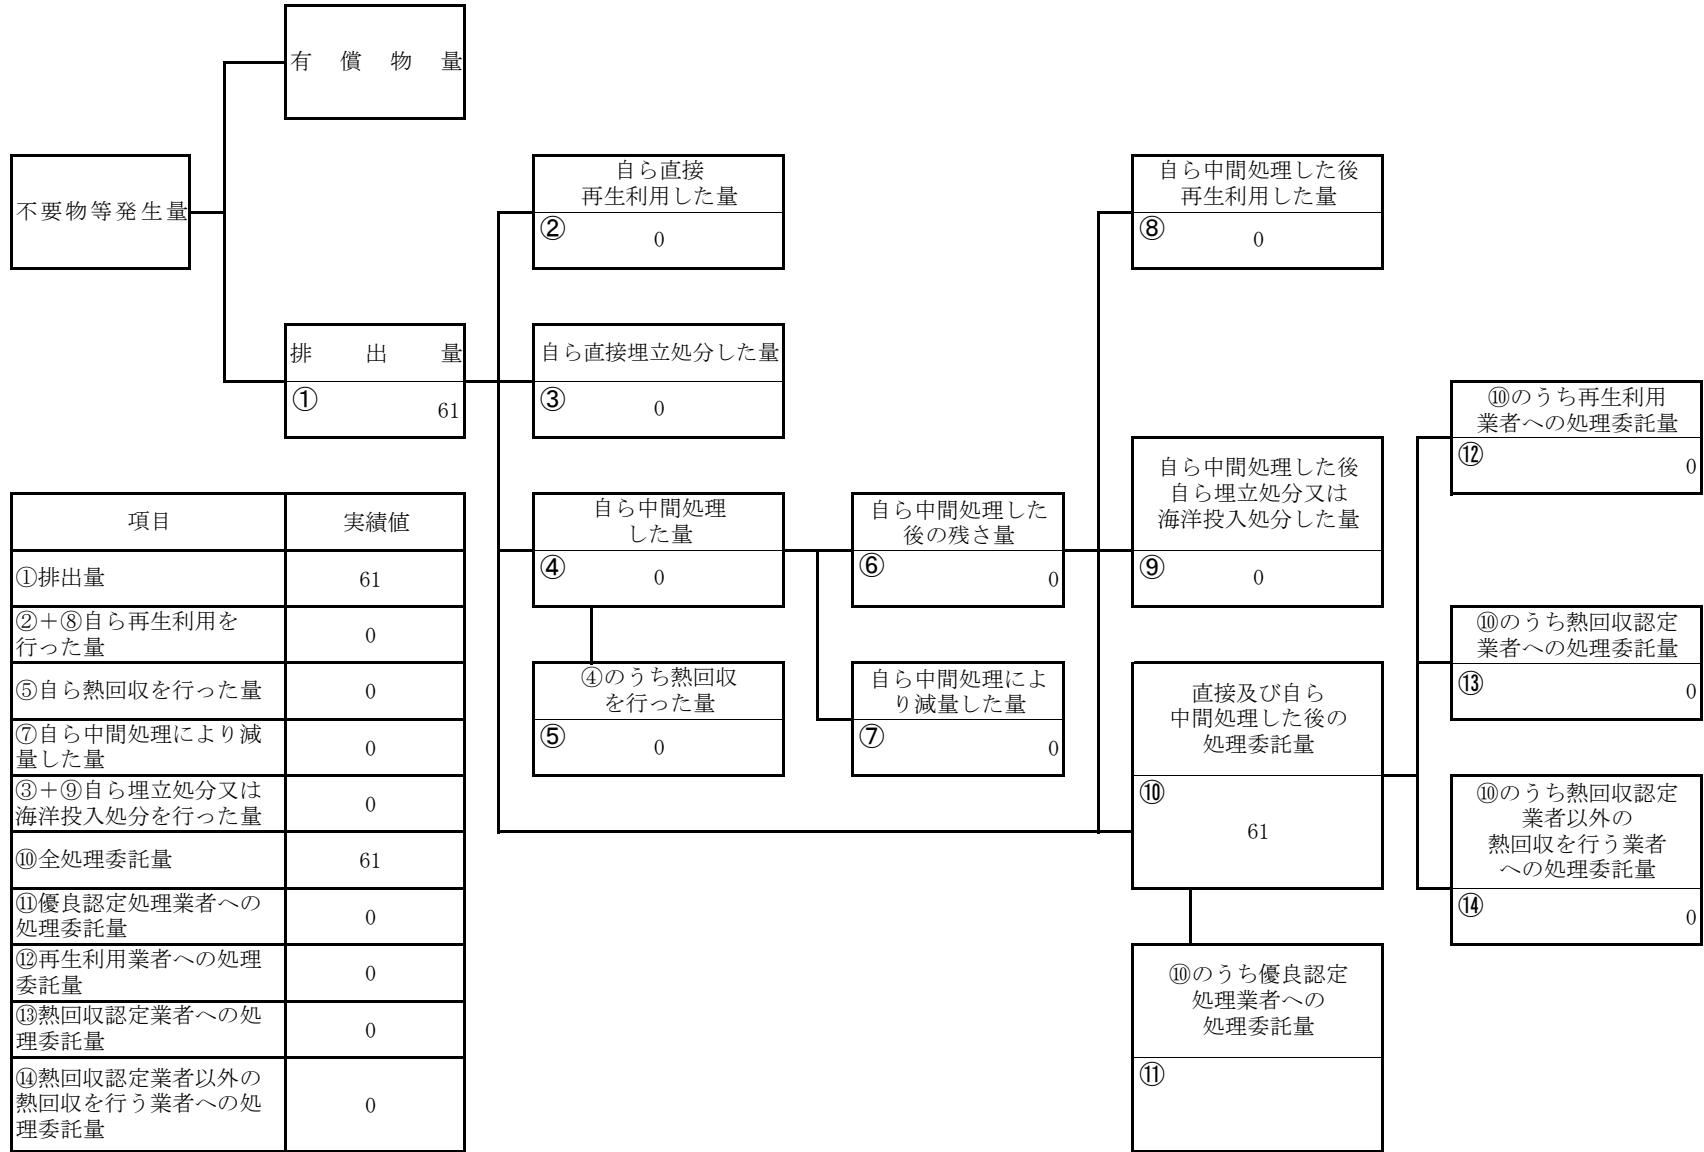 有償物量
不要物等発生量
排出量
①
61
自ら直接
再生利用した量
②
0
自ら直接埋立処分した量
③
0
自ら中間処理
した量
④
0
④のうち熱回収
を行った量
⑤
0
自ら中間処理した
後の残さ量
⑥
0
自ら中間処理によ
り減量した量
⑦
0
自ら中間処理した後
再生利用した量
⑧
0
自ら中間処理した後
自ら埋立処分又は
海洋投入処分した量
⑨
0
直接及び自ら
中間処理した後の
処理委託量
⑩
61
⑩のうち優良認定
処理業者への
処理委託量
⑪
⑩のうち再生利用
業者への処理委託量
⑫
0
⑩のうち熱回収認定
業者への処理委託量
⑬
0
⑩のうち熱回収認定
業者以外の
熱回収を行う業者
への処理委託量
⑭
0
項目 実績値
①排出量 61
②＋⑧自ら再生利用を
行った量
0
⑤自ら熱回収を行った量 0
⑦自ら中間処理により減
量した量
0
③＋⑨自ら埋立処分又は
海洋投入処分を行った量
0
⑩全処理委託量 61
⑪優良認定処理業者への
処理委託量
0
⑫再生利用業者への処理
委託量
0
⑬熱回収認定業者への処
理委託量
0
⑭熱回収認定業者以外の
熱回収を行う業者への処
理委託量
0